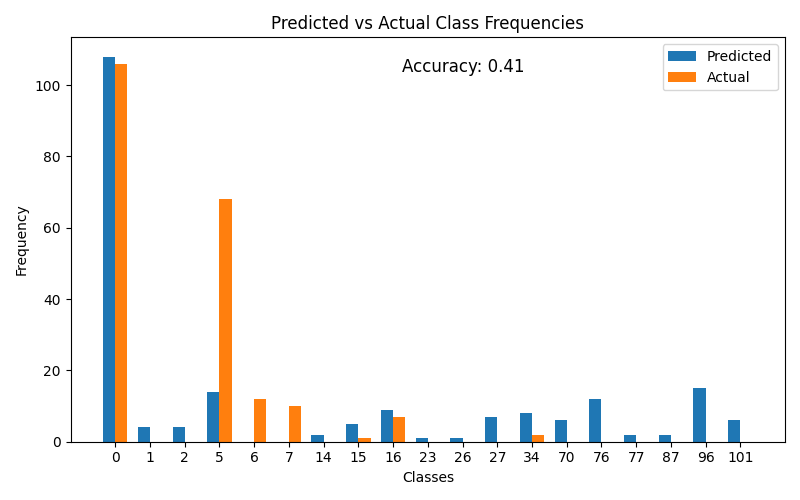 Predicted vs Actual Class Frequencies
Accuracy: 0.41
Predicted
Actual
Frequency
100
80
60
40
20
0
0 1 2 5 6 7 14 15 16 23 26 27 34 70 76 77 87 96 101
Classes